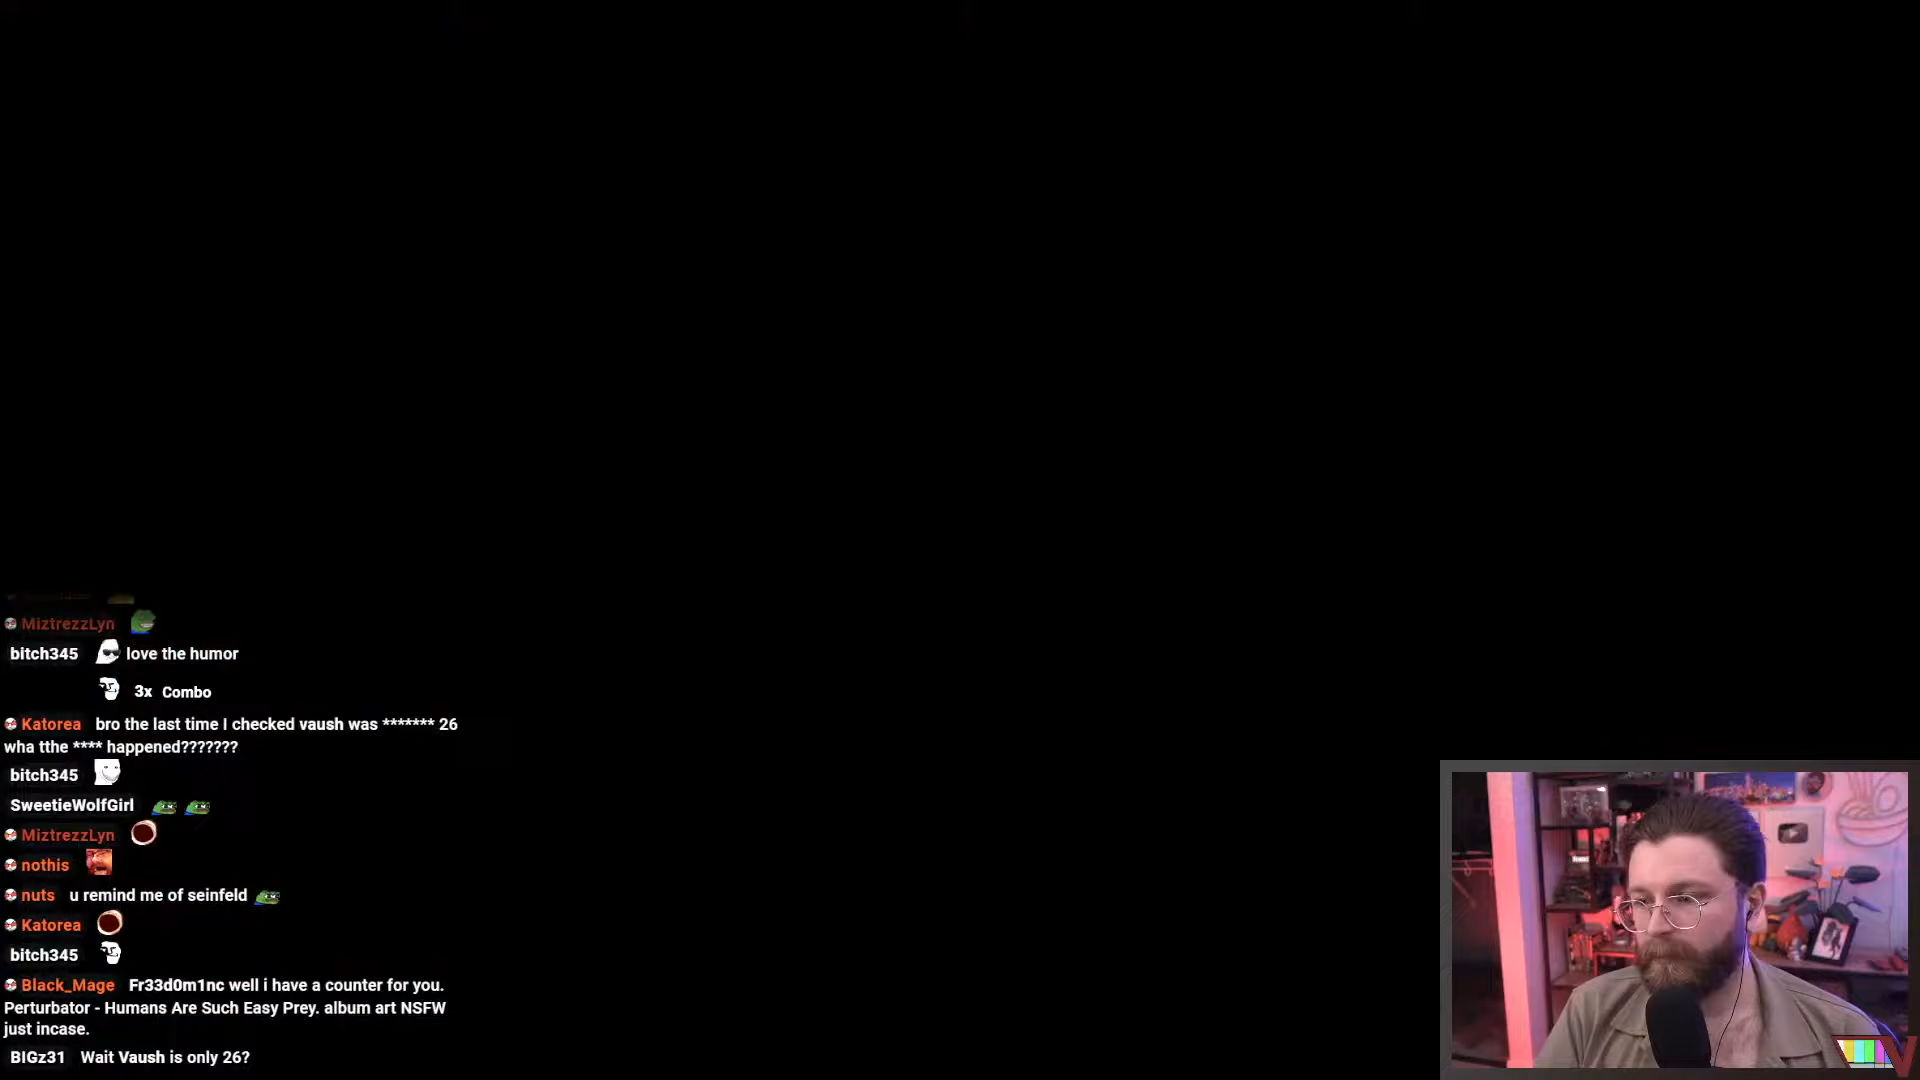 MiztrezzLyn
bitch345 love the humor
3x Combo
Katorea bro the last time I checked vaush was ******* 26
wha tthe **** happened???????
bitch345
SweetieWolfGirl
MiztrezzLyn
nothis
nuts u remind me of seinfeld
Katorea
bitch345
Black_Mage Fr33d0m1nc well i have a counter for you.
Perturbator - Humans Are Such Easy Prey. album art NSFW
just incase.
BIGz31 Wait Vaush is only 26?
V